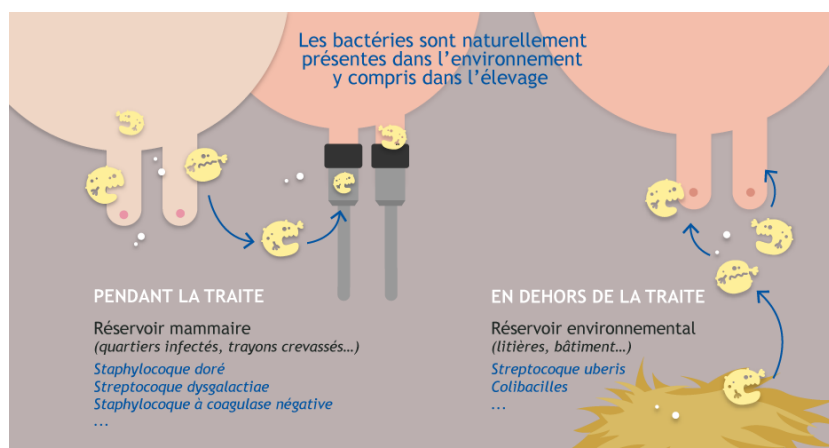 Les bactéries sont naturellement
présentes dans l'environnement
y compris dans l'élevage
PENDANT LA TRAITE
Réservoir mammaire
(quartiers infectés, trayons crevassés...)
Staphylocoque doré
Streptocoque dysgalactiae
Staphylocoque à coagulase négative
...
EN DEHORS DE LA TRAITE
Réservoir environnemental
(litières, bâtiment...)
Streptocoque uberis
Colibacilles
...